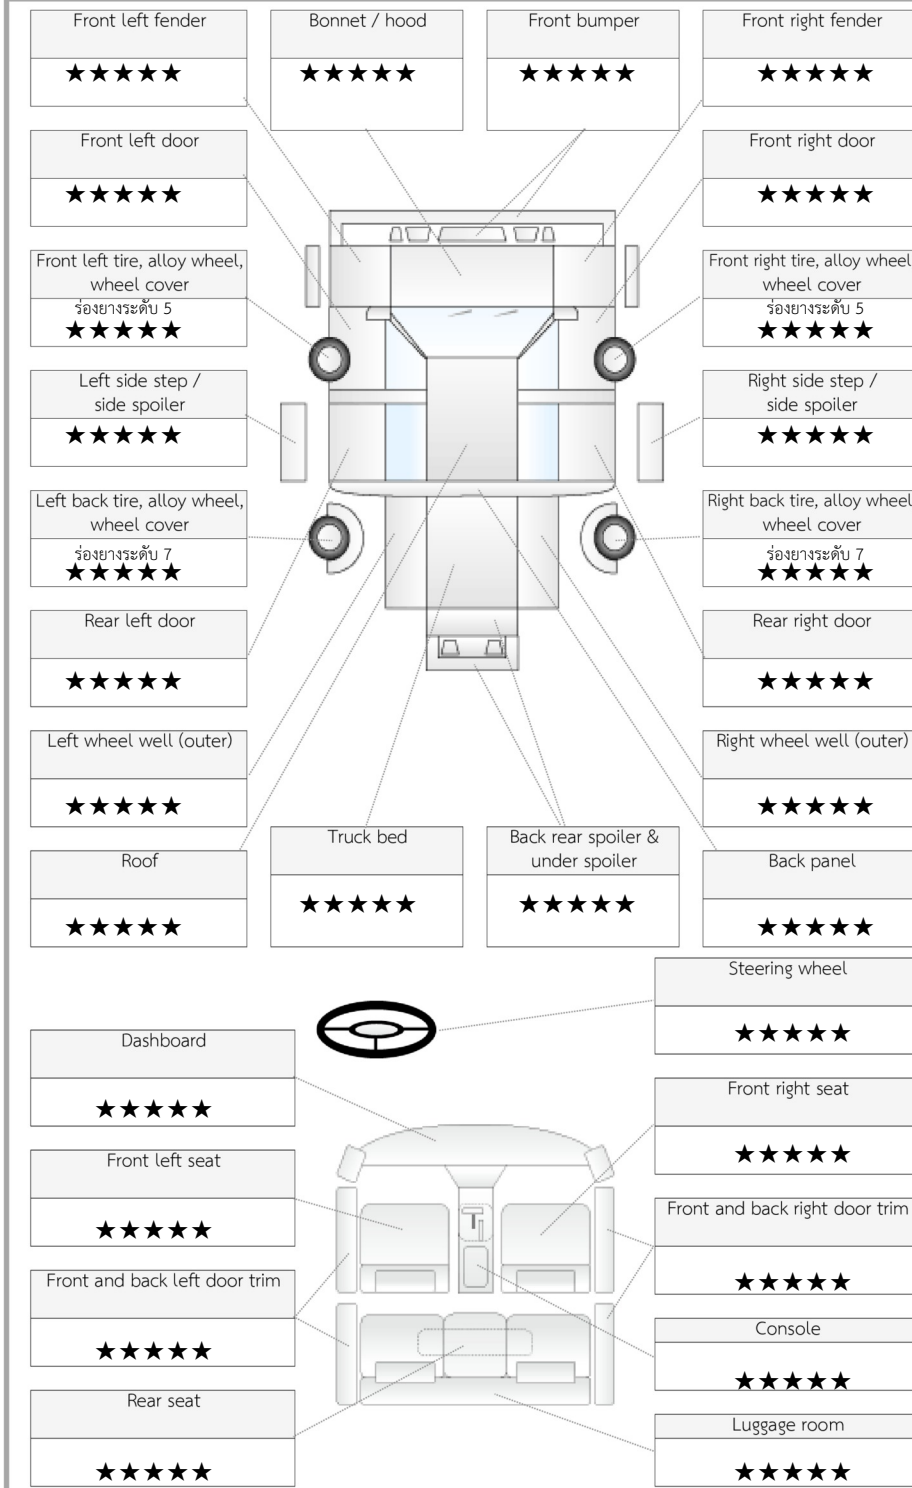 Front left fender
★★★★★
Bonnet / hood
★★★★★
Front bumper
★★★★★
Front right fender
★★★★★
Front left door
★★★★★
Front right door
★★★★★
Front left tire, alloy wheel,
wheel cover
ร่องยางระดับ 5
★★★★★
Front right tire, alloy wheel
wheel cover
ร่องยางระดับ 5
★★★★★
Left side step /
side spoiler
★★★★★
Right side step /
side spoiler
★★★★★
Left back tire, alloy wheel,
wheel cover
ร่องยางระดับ 7
★★★★★
Right back tire, alloy wheel
wheel cover
ร่องยางระดับ 7
★★★★★
Rear left door
★★★★★
Rear right door
★★★★★
Left wheel well (outer)
★★★★★
Right wheel well (outer)
★★★★★
Roof
★★★★★
Truck bed
★★★★★
Back rear spoiler &
under spoiler
★★★★★
Back panel
★★★★★
Steering wheel
★★★★★
Dashboard
★★★★★
Front right seat
★★★★★
Front left seat
★★★★★
Front and back right door trim
★★★★★
Front and back left door trim
★★★★★
Console
★★★★★
Rear seat
★★★★★
Luggage room
★★★★★